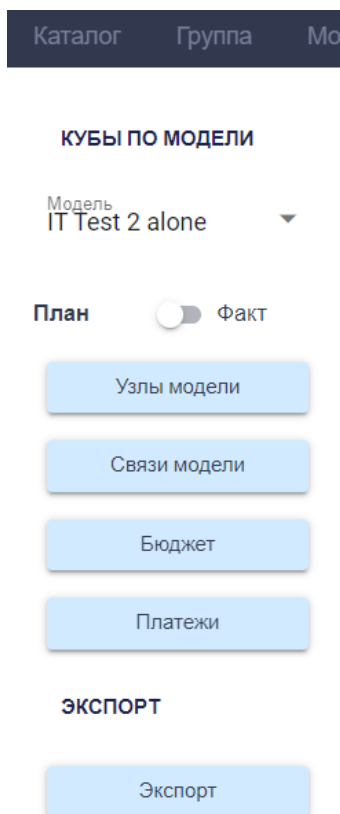 Каталог Группа Мо
КУБЫ ПО МОДЕЛИ
Модель
IT Test 2 alone
План Факт
Узлы модели
Связи модели
Бюджет
Платежи
ЭКСПОРТ
Экспорт